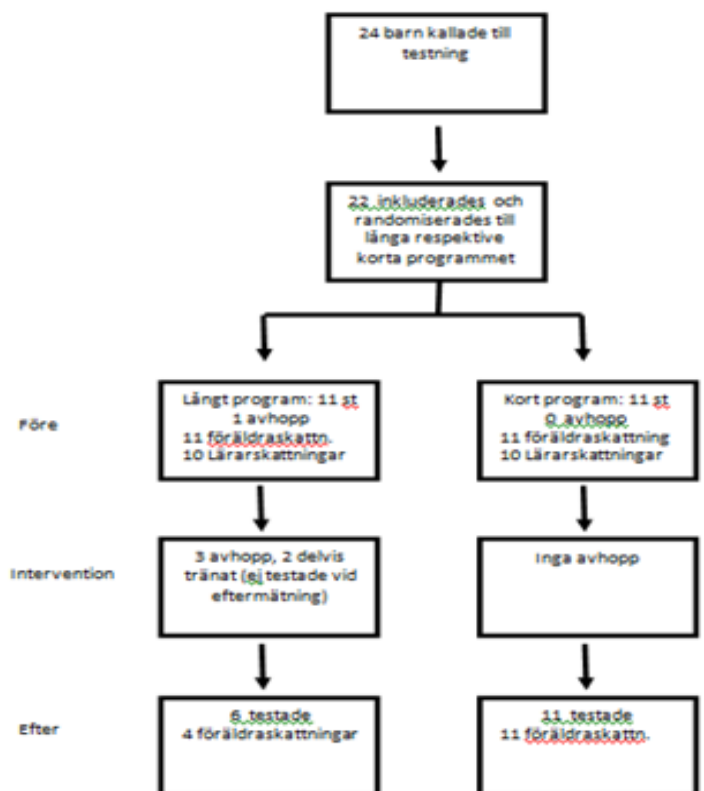 24 barn kallade till
testning
22 inkluderades och
randomiserades till
långa respektive
korta programmet
Före
Långt program: 11 st
1 avhopp
11 föräldraskattn.
10 Lärarskattningar
Kort program: 11 st
0 avhopp
11 föräldraskattning
10 Lärarskattningar
Intervention
3 avhopp, 2 delvis
tränat (ej testade vid
eftermätning)
Inga avhopp
Efter
6 testade
4 föräldraskattningar
11 testade
11 föräldraskattn.